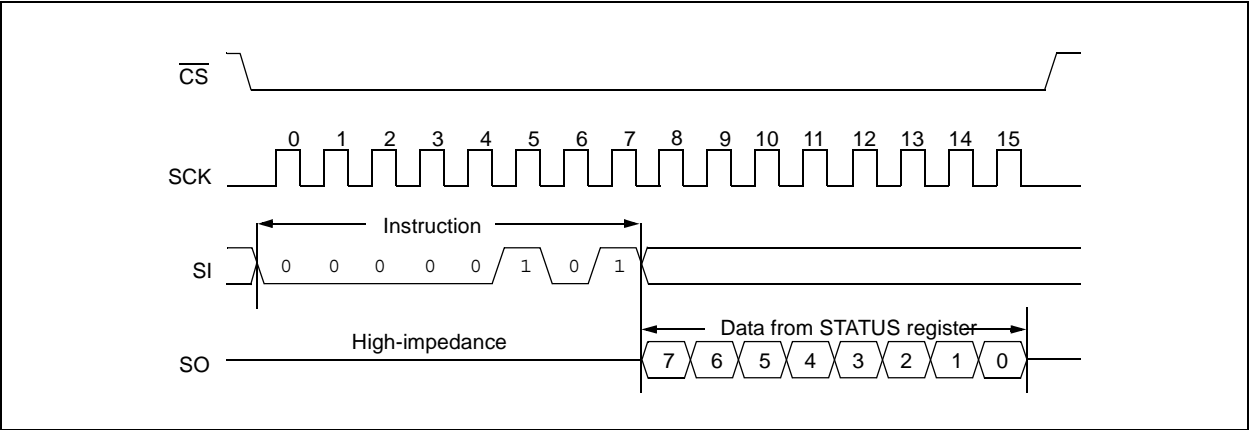 CS
0 1 2 3 4 5 6 7 8 9 10 11 12 13 14 15
SCK
Instruction
SI 0 0 0 0 0 1 0 1
Data from STATUS register
High-impedance
SO 7 6 5 4 3 2 1 0